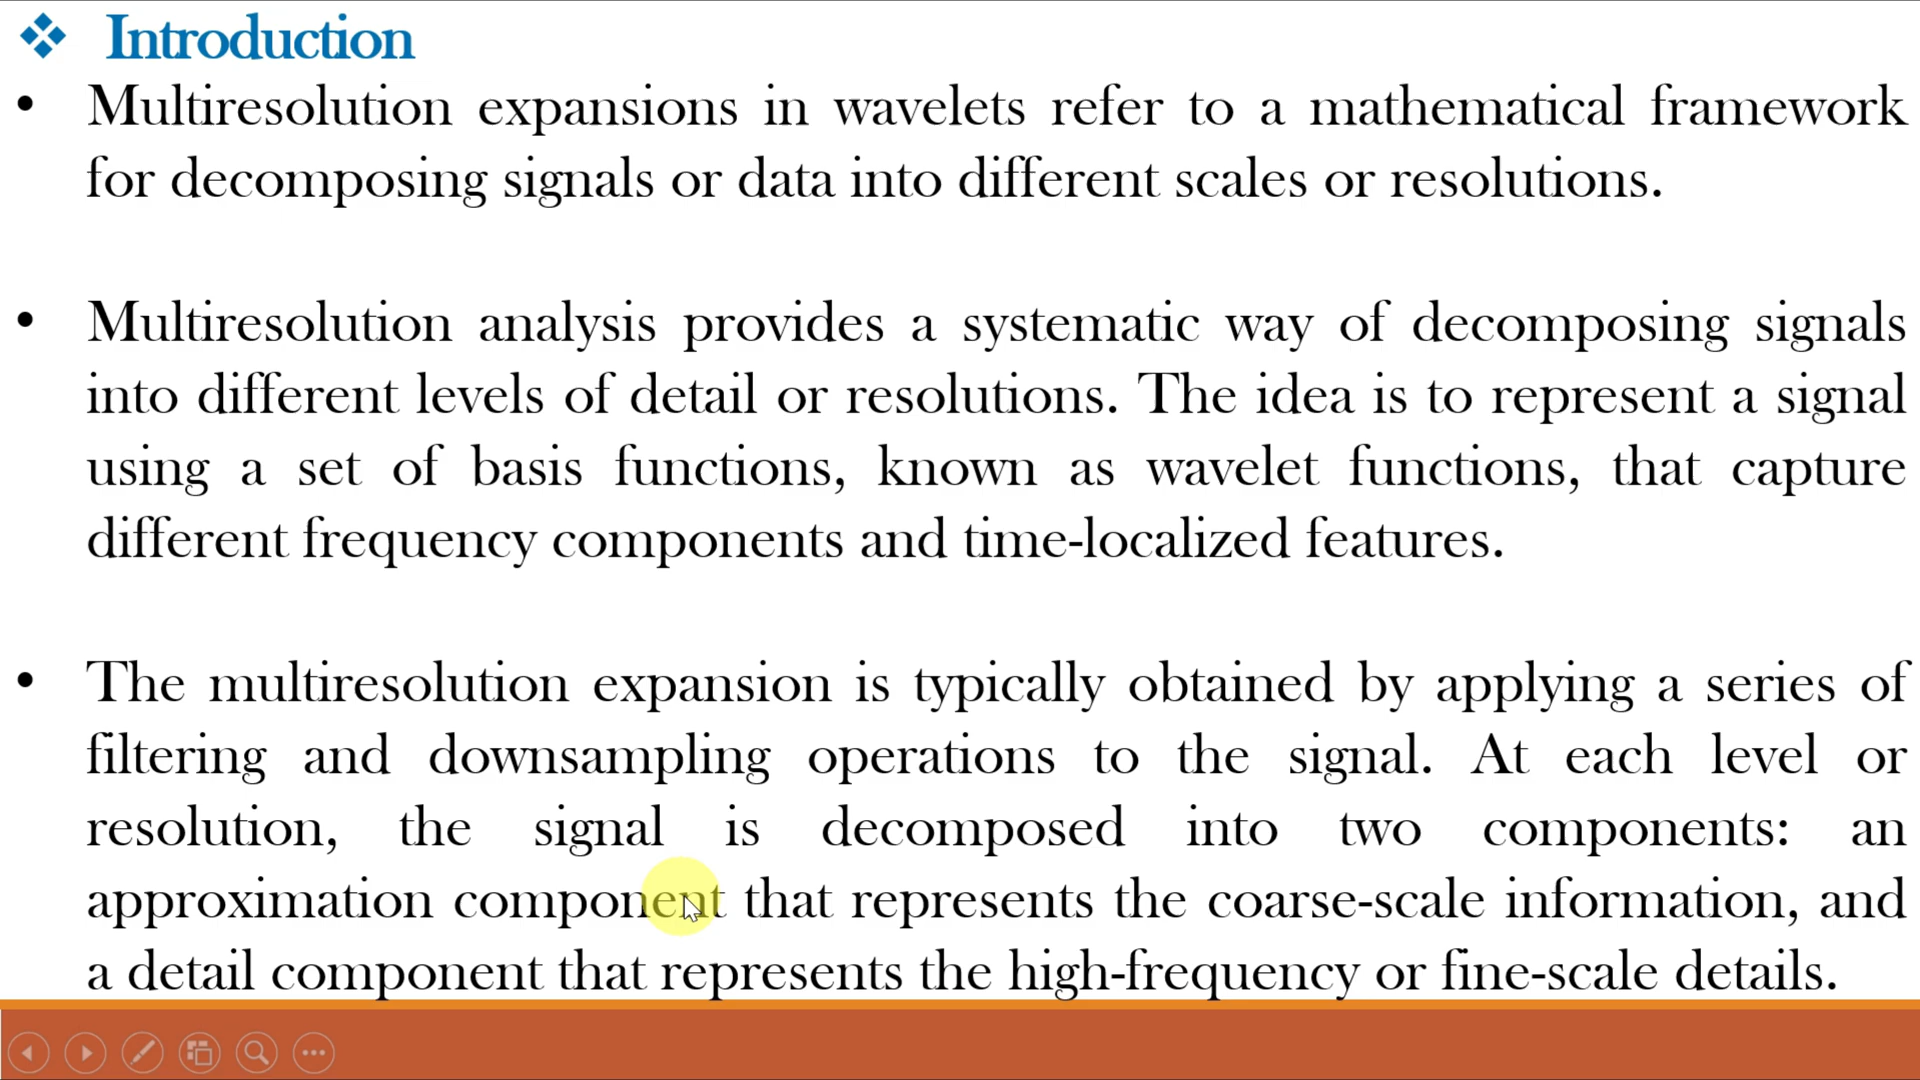 ❖ Introduction
• Multiresolution expansions in wavelets refer to a mathematical framework
for decomposing signals or data into different scales or resolutions.
• Multiresolution analysis provides a systematic way of decomposing signals
into different levels of detail or resolutions. The idea is to represent a signal
using a set of basis functions, known as wavelet functions, that capture
different frequency components and time-localized features.
• The multiresolution expansion is typically obtained by applying a series of
filtering and downsampling operations to the signal. At each level or
resolution, the signal is decomposed into two components: an
approximation component that represents the coarse-scale information, and
a detail component that represents the high-frequency or fine-scale details.